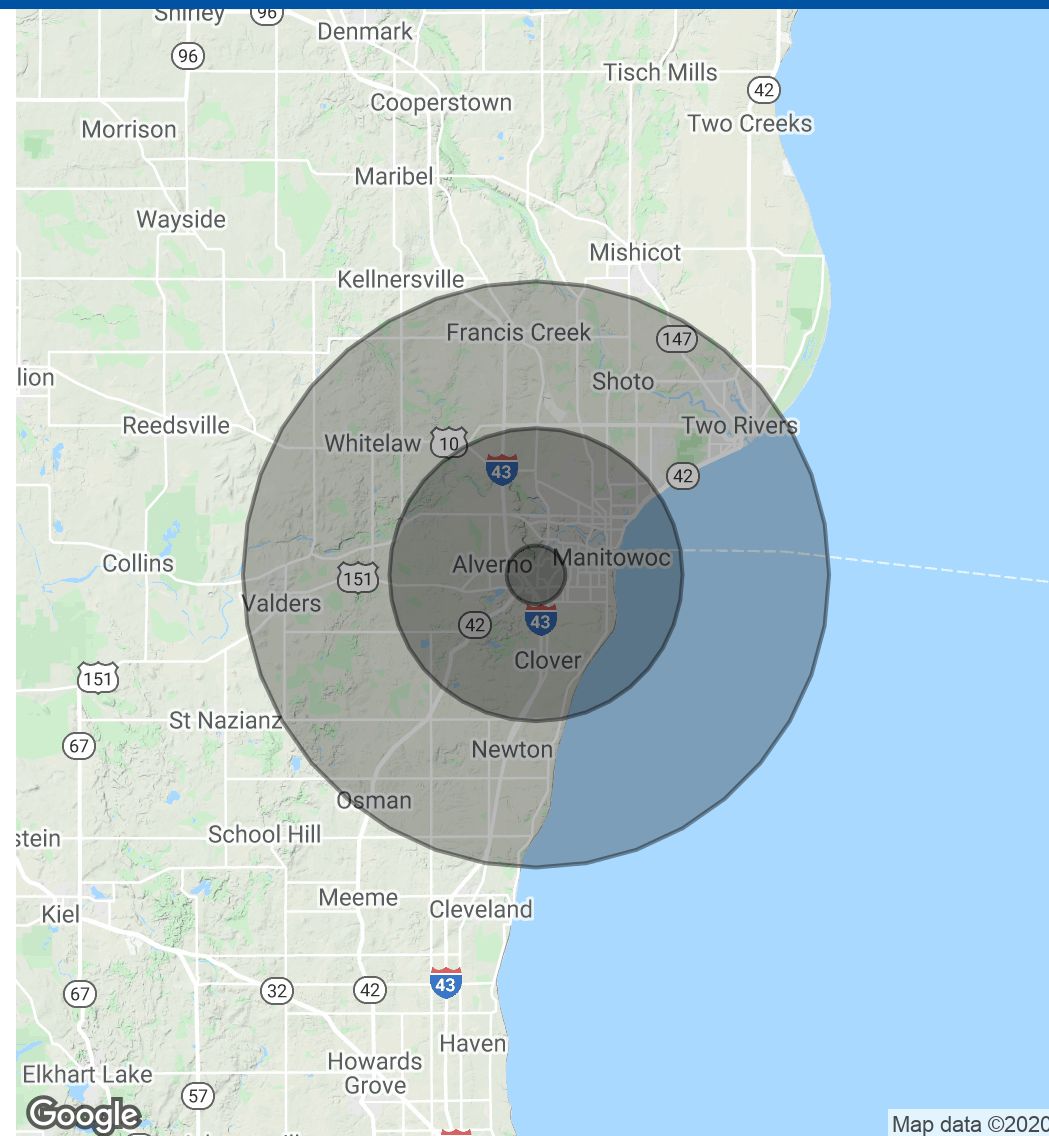 Shirley
96
Denmark
96
Tisch Mills
42
Cooperstown
Two Creeks
Morrison
Maribel
Wayside
Mishicot
Kellnersville
Francis Creek
147
lion
Shoto
Reedsville
Two Rivers
Whitelaw
10
43
42
Manitowoc
Alverno
Collins
151
Valders
42
43
Clover
151
St Nazianz
67
Newton
Osman
stein
School Hill
Meeme
Cleveland
Kiel
43
67
32
42
Haven
Howards
Grove
Elkhart Lake
57
Google
Map data ©2020